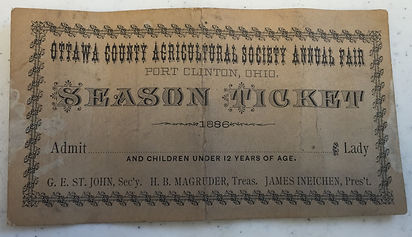 OTTAWA COUNTY AGRICULTURAL SOCIETY ANNUAL FAIR
PORT CLINTON, OHIO.
SEASON TICKET
1886
Admit Lady
AND CHILDREN UNDER 12 YEARS OF AGE.
G. E. ST. JOHN, Sec'y. H. B. MAGRUDER, Treas. JAMES INEICHEN, Pres't.